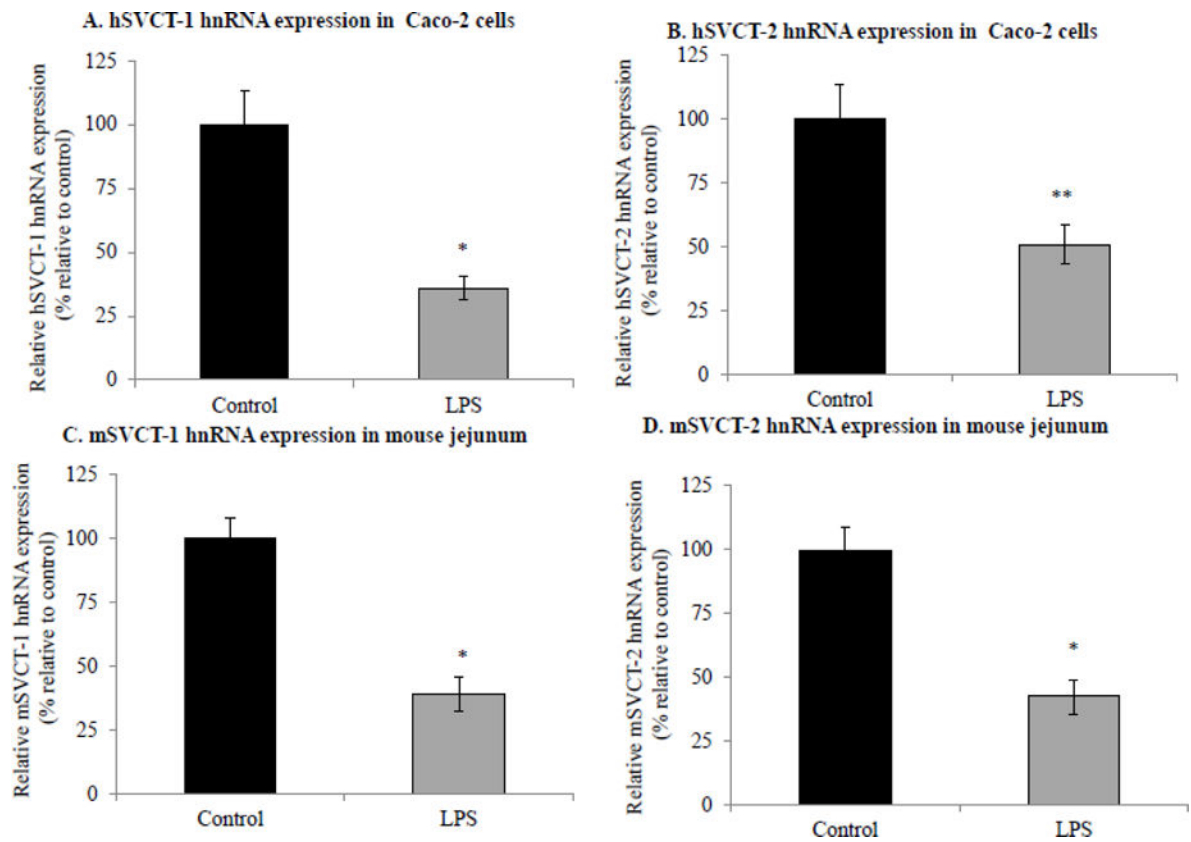 A. hSVCT-1 hnRNA expression in Caco-2 cells
Relative hSVCT-1 hnRNA expression
(% relative to control)
125
100
75
50
25
0
*
Control
LPS
B. hSVCT-2 hnRNA expression in Caco-2 cells
Relative hSVCT-2 hnRNA expression
(% relative to control)
125
100
75
50
25
0
**
Control
LPS
C. mSVCT-1 hnRNA expression in mouse jejunum
Relative mSVCT-1 hnRNA expression
(% relative to control)
125
100
75
50
25
0
*
Control
LPS
D. mSVCT-2 hnRNA expression in mouse jejunum
Relative mSVCT-2 hnRNA expression
(% relative to control)
125
100
75
50
25
0
*
Control
LPS